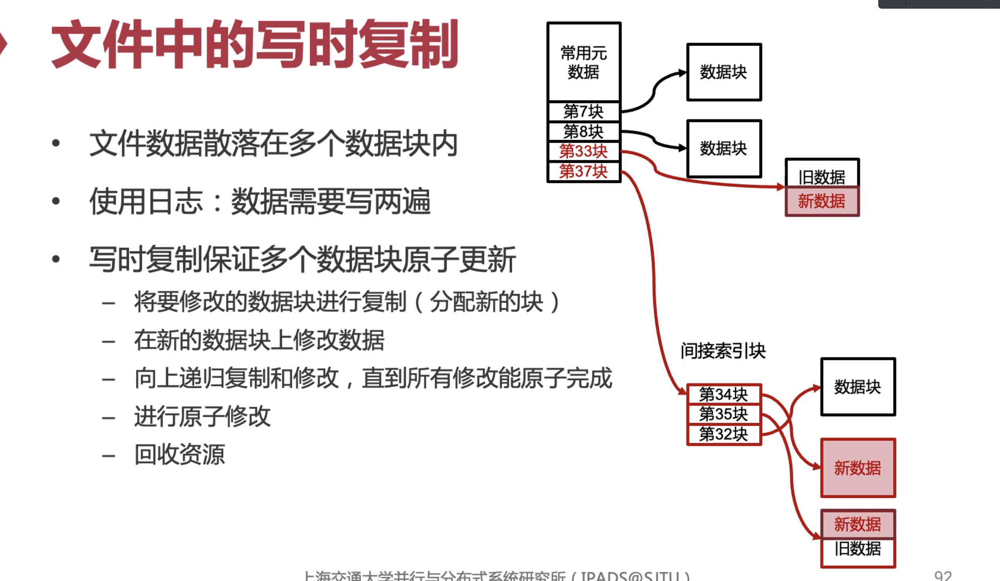 文件中的写时复制
• 文件数据散落在多个数据块内
• 使用日志：数据需要写两遍
• 写时复制保证多个数据块原子更新
– 将要修改的数据块进行复制（分配新的块）
– 在新的数据块上修改数据
– 向上递归复制和修改，直到所有修改能原子完成
– 进行原子修改
– 回收资源
常用元
数据
第7块
第8块
第33块
第37块
数据块
数据块
旧数据
新数据
间接索引块
第34块
第35块
第32块
数据块
新数据
新数据
旧数据
上海交通大学并行与分布式系统研究所（IPADS@SJTU）
92